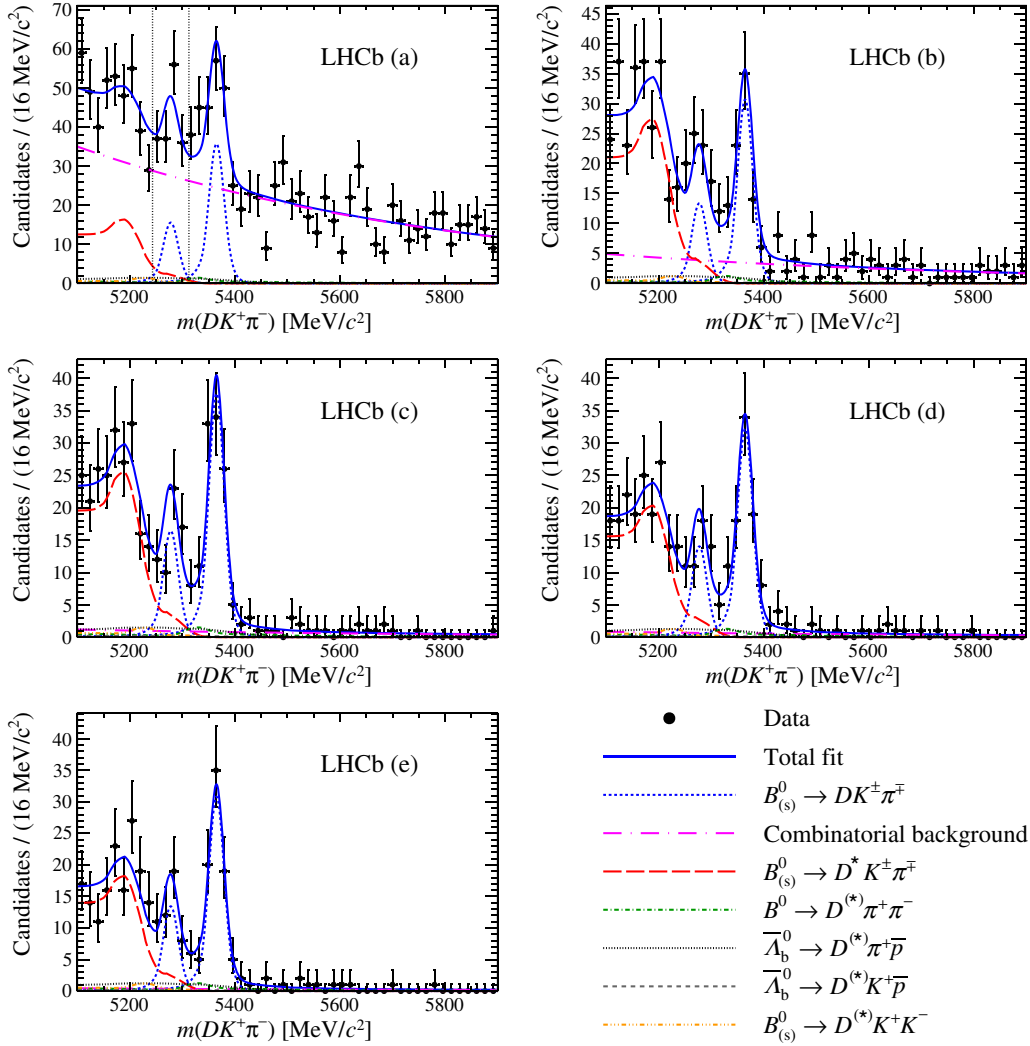 Candidates / (16 MeV/c²)
70
60
50
40
30
20
10
0
LHCb (a)
5200 5400 5600 5800
m(DK⁺π⁻) [MeV/c²]
Candidates / (16 MeV/c²)
45
40
35
30
25
20
15
10
5
0
LHCb (b)
5200 5400 5600 5800
m(DK⁺π⁻) [MeV/c²]
Candidates / (16 MeV/c²)
40
35
30
25
20
15
10
5
0
LHCb (c)
5200 5400 5600 5800
m(DK⁺π⁻) [MeV/c²]
Candidates / (16 MeV/c²)
40
35
30
25
20
15
10
5
0
LHCb (d)
5200 5400 5600 5800
m(DK⁺π⁻) [MeV/c²]
Candidates / (16 MeV/c²)
40
35
30
25
20
15
10
5
0
LHCb (e)
5200 5400 5600 5800
m(DK⁺π⁻) [MeV/c²]
Data
Total fit
B⁰₍ₛ₎ → DK±π∓
Combinatorial background
B⁰₍ₛ₎ → D* K±π∓
B⁰ → D⁽*⁾π⁺π⁻
Λ̅_b⁰ → D⁽*⁾π⁺p̅
Λ̅_b⁰ → D⁽*⁾K⁺p̅
B⁰₍ₛ₎ → D⁽*⁾K⁺K⁻